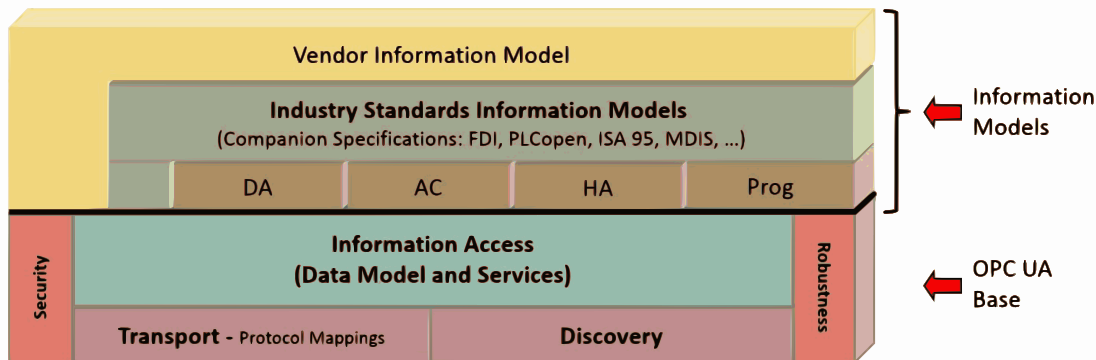 Vendor Information Model
Industry Standards Information Models
(Companion Specifications: FDI, PLCopen, ISA 95, MDIS, ...)
DA
AC
HA
Prog
Information
Models
Security
Information Access
(Data Model and Services)
Robustness
OPC UA
Base
Transport - Protocol Mappings
Discovery